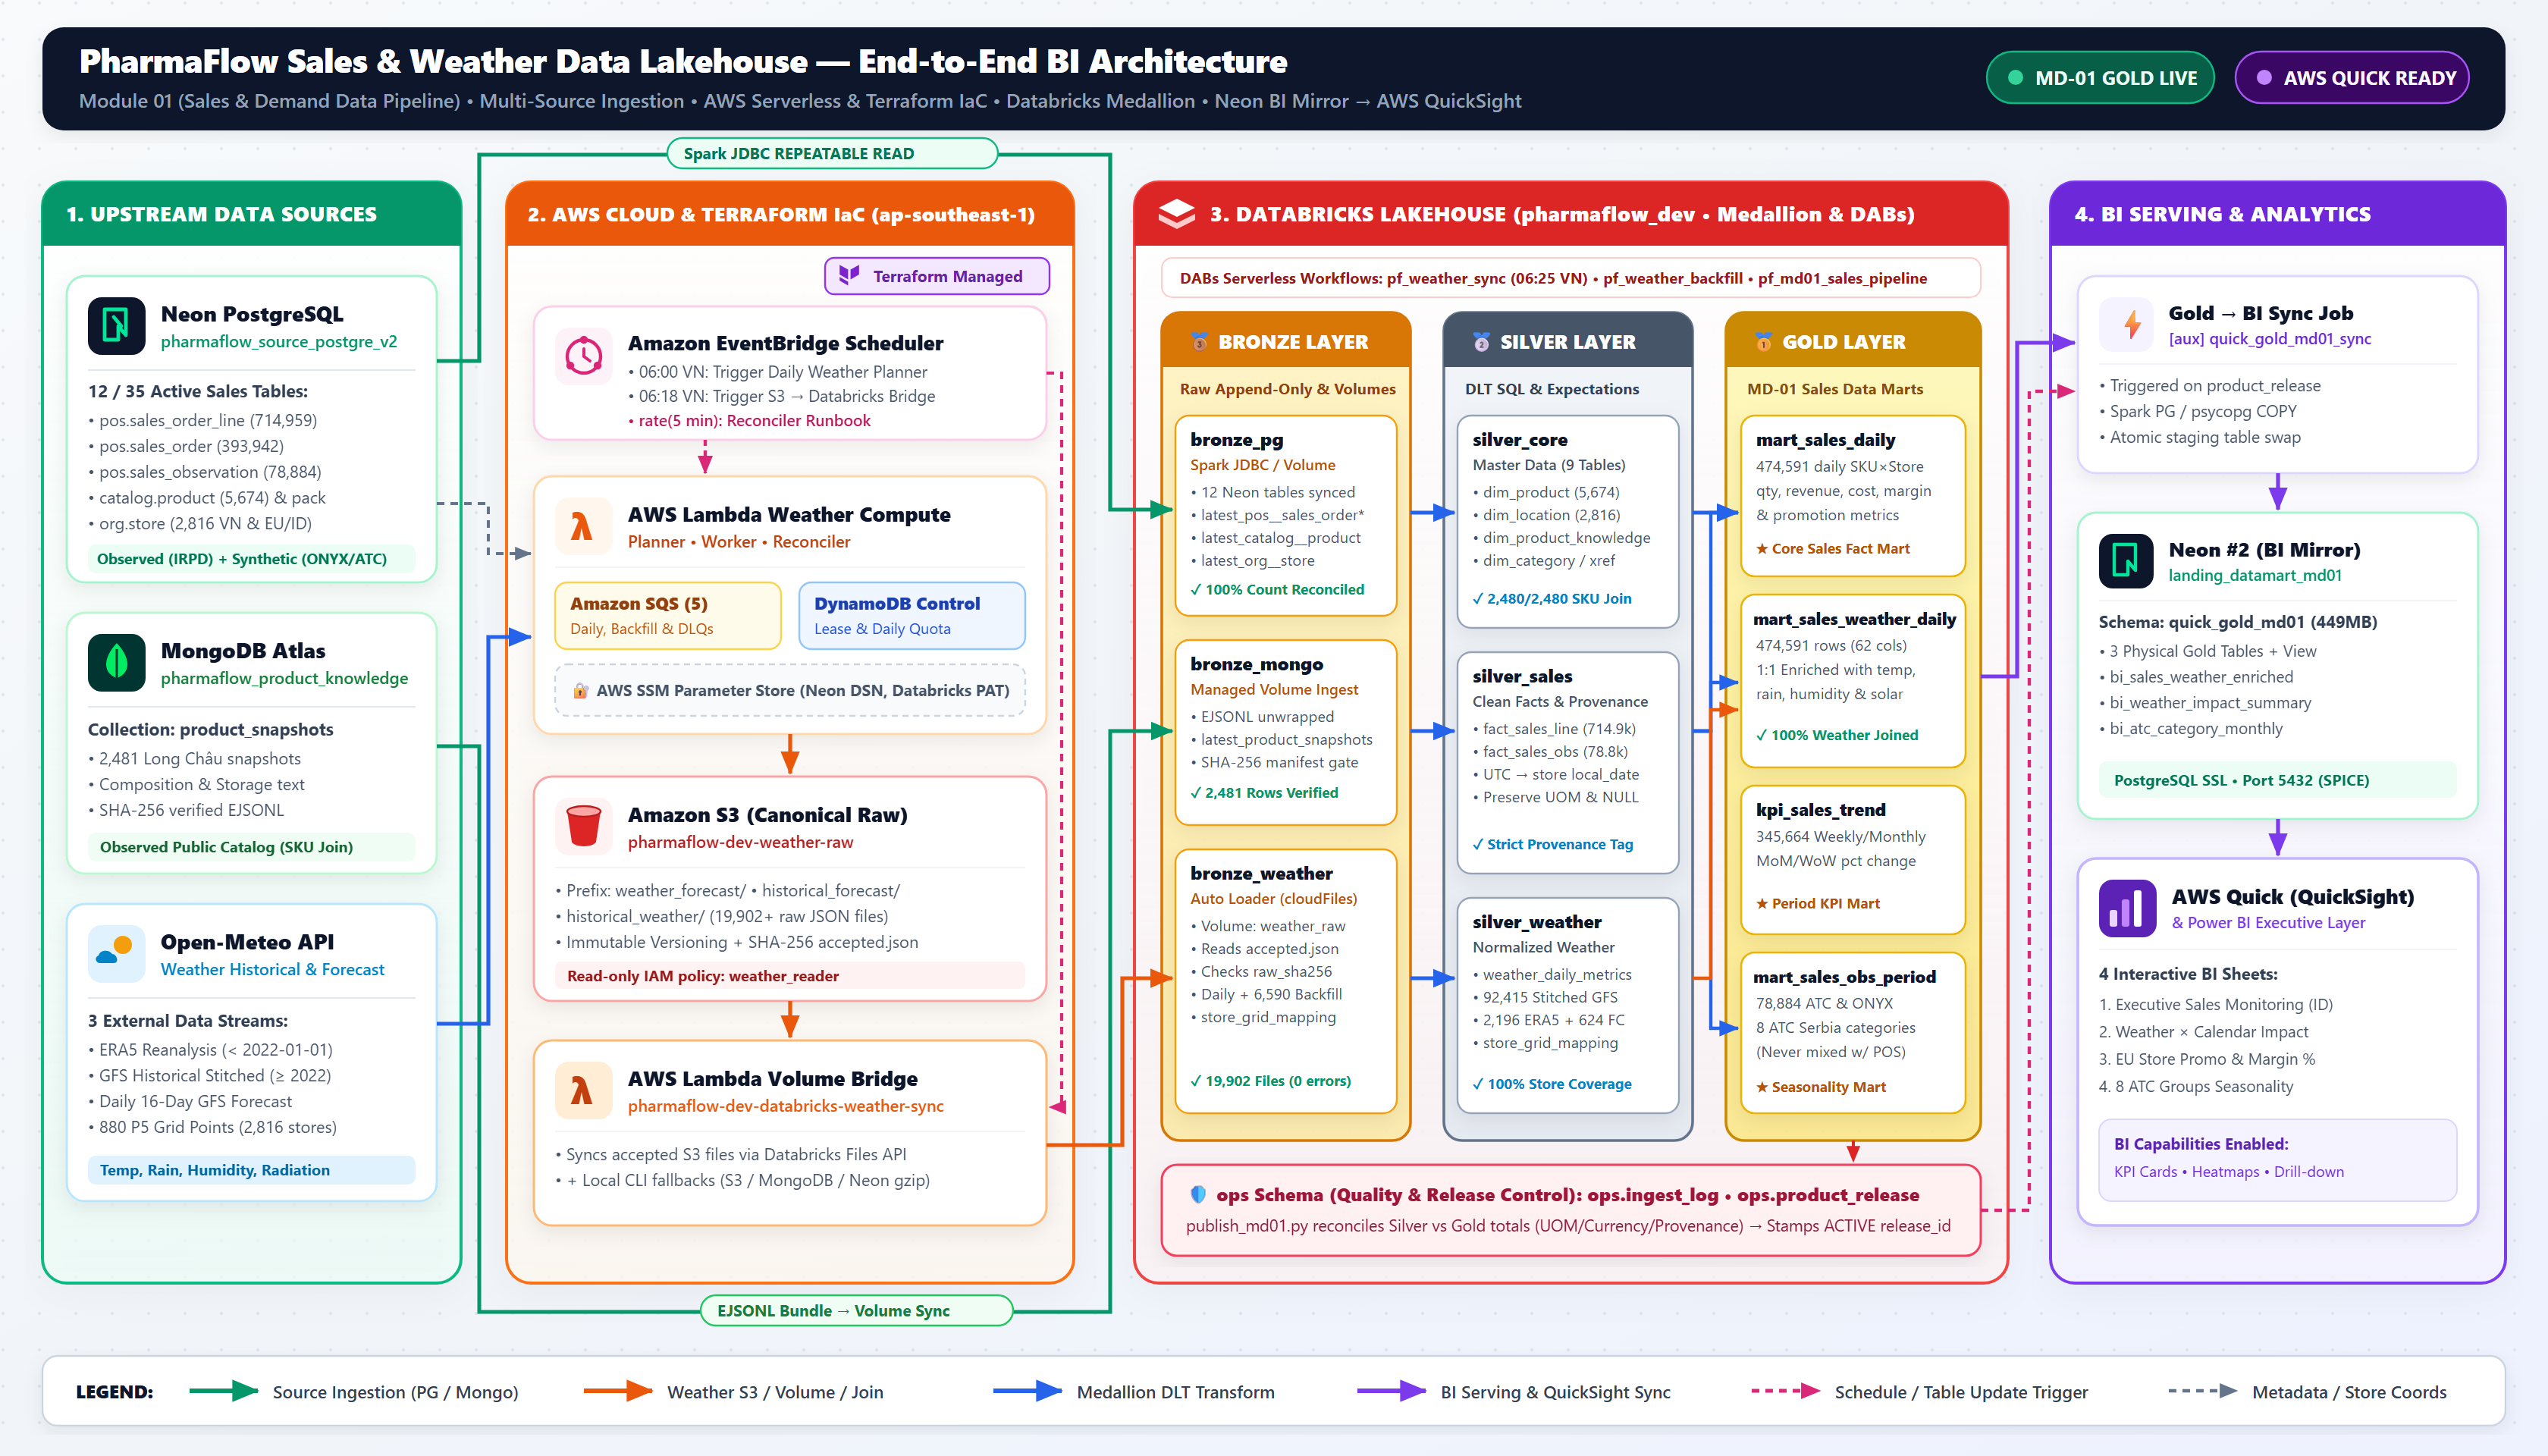 PharmaFlow Sales & Weather Data Lakehouse — End-to-End BI Architecture
Module 01 (Sales & Demand Data Pipeline) • Multi-Source Ingestion • AWS Serverless & Terraform IaC • Databricks Medallion • Neon BI Mirror → AWS QuickSight
MD-01 GOLD LIVE
AWS QUICK READY
Spark JDBC REPEATABLE READ
1. UPSTREAM DATA SOURCES
Neon PostgreSQL
pharmaflow_source_postgre_v2
12 / 35 Active Sales Tables:
• pos.sales_order_line (714,959)
• pos.sales_order (393,942)
• pos.sales_observation (78,884)
• catalog.product (5,674) & pack
• org.store (2,816 VN & EU/ID)
Observed (IRPD) + Synthetic (ONYX/ATC)
MongoDB Atlas
pharmaflow_product_knowledge
Collection: product_snapshots
• 2,481 Long Châu snapshots
• Composition & Storage text
• SHA-256 verified EJSONL
Observed Public Catalog (SKU Join)
Open-Meteo API
Weather Historical & Forecast
3 External Data Streams:
• ERA5 Reanalysis (< 2022-01-01)
• GFS Historical Stitched (≥ 2022)
• Daily 16-Day GFS Forecast
• 880 P5 Grid Points (2,816 stores)
Temp, Rain, Humidity, Radiation
2. AWS CLOUD & TERRAFORM IaC (ap-southeast-1)
Terraform Managed
Amazon EventBridge Scheduler
• 06:00 VN: Trigger Daily Weather Planner
• 06:18 VN: Trigger S3 → Databricks Bridge
• rate(5 min): Reconciler Runbook
AWS Lambda Weather Compute
Planner • Worker • Reconciler
Amazon SQS (5)
Daily, Backfill & DLQs
DynamoDB Control
Lease & Daily Quota
AWS SSM Parameter Store (Neon DSN, Databricks PAT)
Amazon S3 (Canonical Raw)
pharmaflow-dev-weather-raw
• Prefix: weather_forecast/ • historical_forecast/
• historical_weather/ (19,902+ raw JSON files)
• Immutable Versioning + SHA-256 accepted.json
Read-only IAM policy: weather_reader
AWS Lambda Volume Bridge
pharmaflow-dev-databricks-weather-sync
• Syncs accepted S3 files via Databricks Files API
• + Local CLI fallbacks (S3 / MongoDB / Neon gzip)
EJSONL Bundle → Volume Sync
3. DATABRICKS LAKEHOUSE (pharmaflow_dev • Medallion & DABs)
DABs Serverless Workflows: pf_weather_sync (06:25 VN) • pf_weather_backfill • pf_md01_sales_pipeline
3 BRONZE LAYER
Raw Append-Only & Volumes
bronze_pg
Spark JDBC / Volume
• 12 Neon tables synced
• latest_pos__sales_order*
• latest_catalog__product
• latest_org__store
✓ 100% Count Reconciled
bronze_mongo
Managed Volume Ingest
• EJSONL unwrapped
• latest_product_snapshots
• SHA-256 manifest gate
✓ 2,481 Rows Verified
bronze_weather
Auto Loader (cloudFiles)
• Volume: weather_raw
• Reads accepted.json
• Checks raw_sha256
• Daily + 6,590 Backfill
• store_grid_mapping
✓ 19,902 Files (0 errors)
2 SILVER LAYER
DLT SQL & Expectations
silver_core
Master Data (9 Tables)
• dim_product (5,674)
• dim_location (2,816)
• dim_product_knowledge
• dim_category / xref
✓ 2,480/2,480 SKU Join
silver_sales
Clean Facts & Provenance
• fact_sales_line (714.9k)
• fact_sales_obs (78.8k)
• UTC → store local_date
• Preserve UOM & NULL
✓ Strict Provenance Tag
silver_weather
Normalized Weather
• weather_daily_metrics
• 92,415 Stitched GFS
• 2,196 ERA5 + 624 FC
• store_grid_mapping
✓ 100% Store Coverage
1 GOLD LAYER
MD-01 Sales Data Marts
mart_sales_daily
474,591 daily SKU×Store
qty, revenue, cost, margin
& promotion metrics
★ Core Sales Fact Mart
mart_sales_weather_daily
474,591 rows (62 cols)
1:1 Enriched with temp,
rain, humidity & solar
✓ 100% Weather Joined
kpi_sales_trend
345,664 Weekly/Monthly
MoM/WoW pct change
★ Period KPI Mart
mart_sales_obs_period
78,884 ATC & ONYX
8 ATC Serbia categories
(Never mixed w/ POS)
★ Seasonality Mart
ops Schema (Quality & Release Control): ops.ingest_log • ops.product_release
publish_md01.py reconciles Silver vs Gold totals (UOM/Currency/Provenance) → Stamps ACTIVE release_id
4. BI SERVING & ANALYTICS
Gold → BI Sync Job
[aux] quick_gold_md01_sync
• Triggered on product_release
• Spark PG / psycopg COPY
• Atomic staging table swap
Neon #2 (BI Mirror)
landing_datamart_md01
Schema: quick_gold_md01 (449MB)
• 3 Physical Gold Tables + View
• bi_sales_weather_enriched
• bi_weather_impact_summary
• bi_atc_category_monthly
PostgreSQL SSL • Port 5432 (SPICE)
AWS Quick (QuickSight)
& Power BI Executive Layer
4 Interactive BI Sheets:
1. Executive Sales Monitoring (ID)
2. Weather × Calendar Impact
3. EU Store Promo & Margin %
4. 8 ATC Groups Seasonality
BI Capabilities Enabled:
KPI Cards • Heatmaps • Drill-down
LEGEND:
Source Ingestion (PG / Mongo)
Weather S3 / Volume / Join
Medallion DLT Transform
BI Serving & QuickSight Sync
Schedule / Table Update Trigger
Metadata / Store Coords